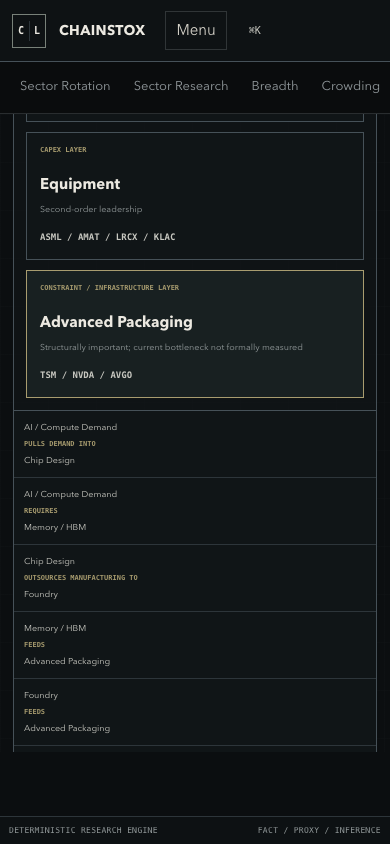 C L CHAINSTOX Menu ⌘K
Sector Rotation Sector Research Breadth Crowding
CAPEX LAYER
Equipment
Second-order leadership
ASML / AMAT / LRCX / KLAC
CONSTRAINT / INFRASTRUCTURE LAYER
Advanced Packaging
Structurally important; current bottleneck not formally measured
TSM / NVDA / AVGO
AI / Compute Demand
PULLS DEMAND INTO
Chip Design
AI / Compute Demand
REQUIRES
Memory / HBM
Chip Design
OUTSOURCES MANUFACTURING TO
Foundry
Memory / HBM
FEEDS
Advanced Packaging
Foundry
FEEDS
Advanced Packaging
DETERMINISTIC RESEARCH ENGINE FACT / PROXY / INFERENCE